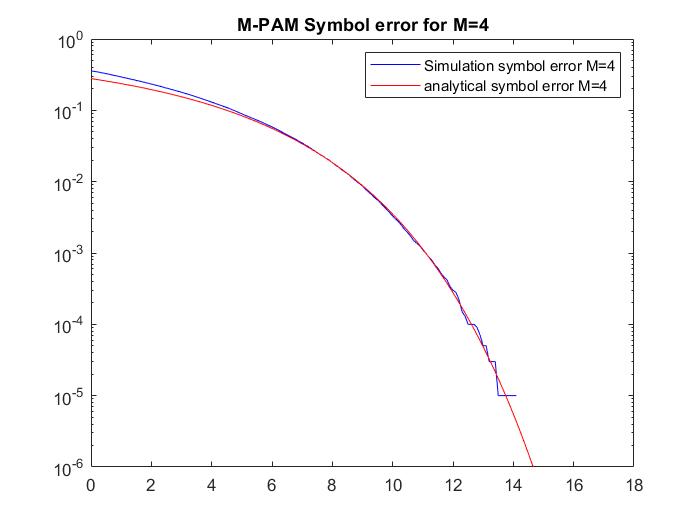 M-PAM Symbol error for M=4
Simulation symbol error M=4
analytical symbol error M=4
10^0
10^-1
10^-2
10^-3
10^-4
10^-5
10^-6
0 2 4 6 8 10 12 14 16 18